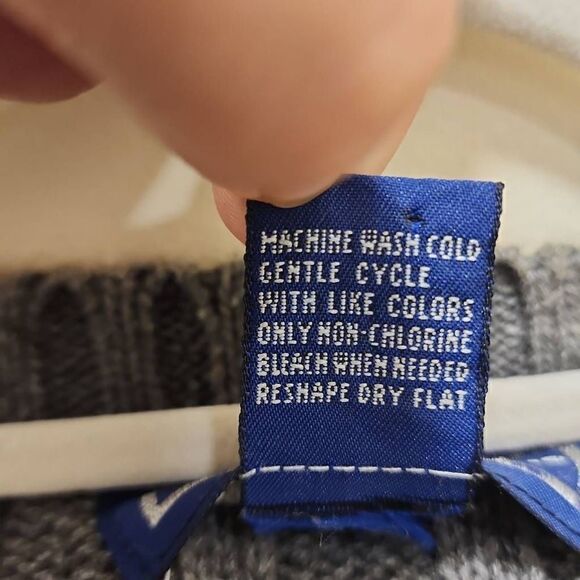 MACHINE WASH COLD
GENTLE CYCLE
WITH LIKE COLORS
ONLY NON-CHLORINE
BLEACH WHEN NEEDED
RESHAPE DRY FLAT